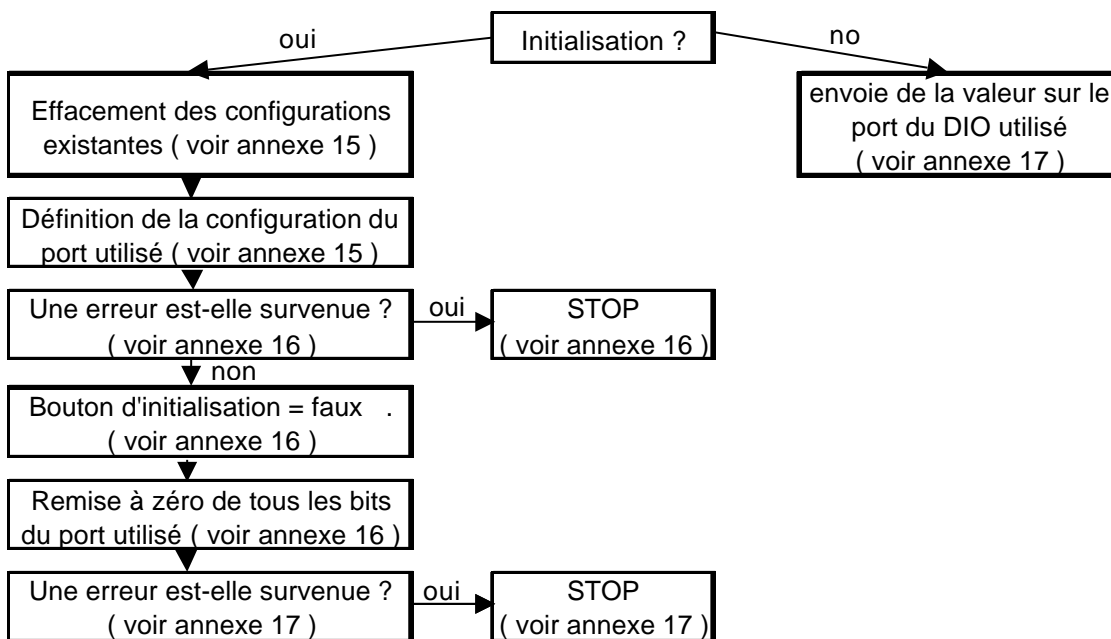 Initialisation ?
oui
no
Effacement des configurations
existantes ( voir annexe 15 )
envoie de la valeur sur le
port du DIO utilisé
( voir annexe 17 )
Définition de la configuration du
port utilisé ( voir annexe 15 )
Une erreur est-elle survenue ?
( voir annexe 16 )
oui
STOP
( voir annexe 16 )
non
Bouton d'initialisation = faux .
( voir annexe 16 )
Remise à zéro de tous les bits
du port utilisé ( voir annexe 16 )
Une erreur est-elle survenue ?
( voir annexe 17 )
oui
STOP
( voir annexe 17 )